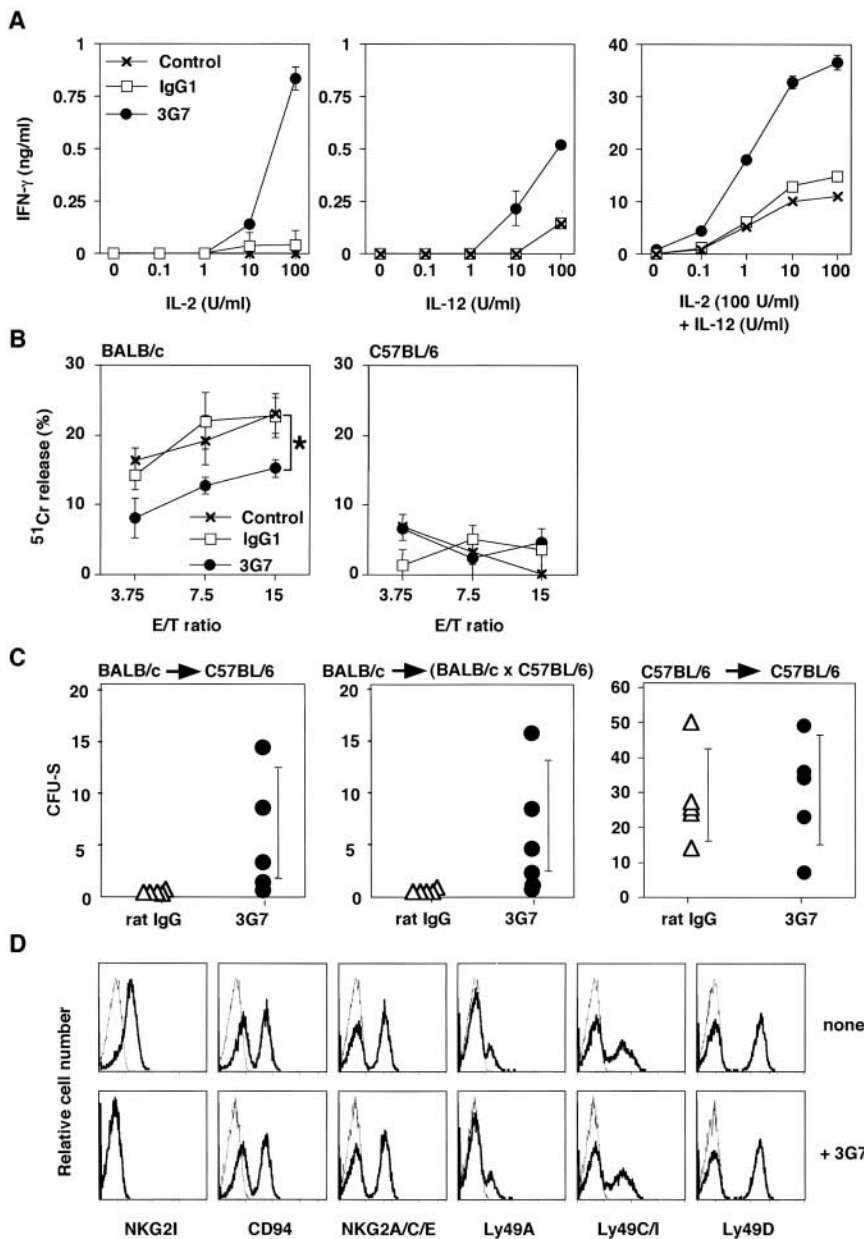 A
Control
IgG1
3G7
IFN-γ (ng/ml)
1
0.75
0.5
0.25
0
0 0.1 1 10 100
IL-2 (U/ml)
1
0.75
0.5
0.25
0
0 0.1 1 10 100
IL-12 (U/ml)
40
30
20
10
0
0 0.1 1 10 100
IL-2 (100 U/ml)
+ IL-12 (U/ml)
B
BALB/c
51Cr release (%)
30
20
10
0
*
Control
IgG1
3G7
3.75 7.5 15
E/T ratio
C57BL/6
30
20
10
0
3.75 7.5 15
E/T ratio
C
BALB/c → C57BL/6
CFU-S
20
15
10
5
0
rat IgG 3G7
BALB/c → (BALB/c x C57BL/6)
20
15
10
5
0
rat IgG 3G7
C57BL/6 → C57BL/6
60
50
40
30
20
10
0
rat IgG 3G7
D
Relative cell number
none
+ 3G7
NKG2I CD94 NKG2A/C/E Ly49A Ly49C/I Ly49D